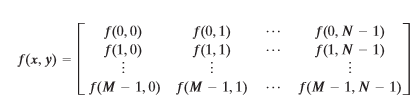 f(0, 0) f(0, 1) ⋯ f(0, N − 1)
f(1, 0) f(1, 1) ⋯ f(1, N − 1)
f(x, y) =
⋮ ⋮ ⋮
f(M − 1, 0) f(M − 1, 1) ⋯ f(M − 1, N − 1)